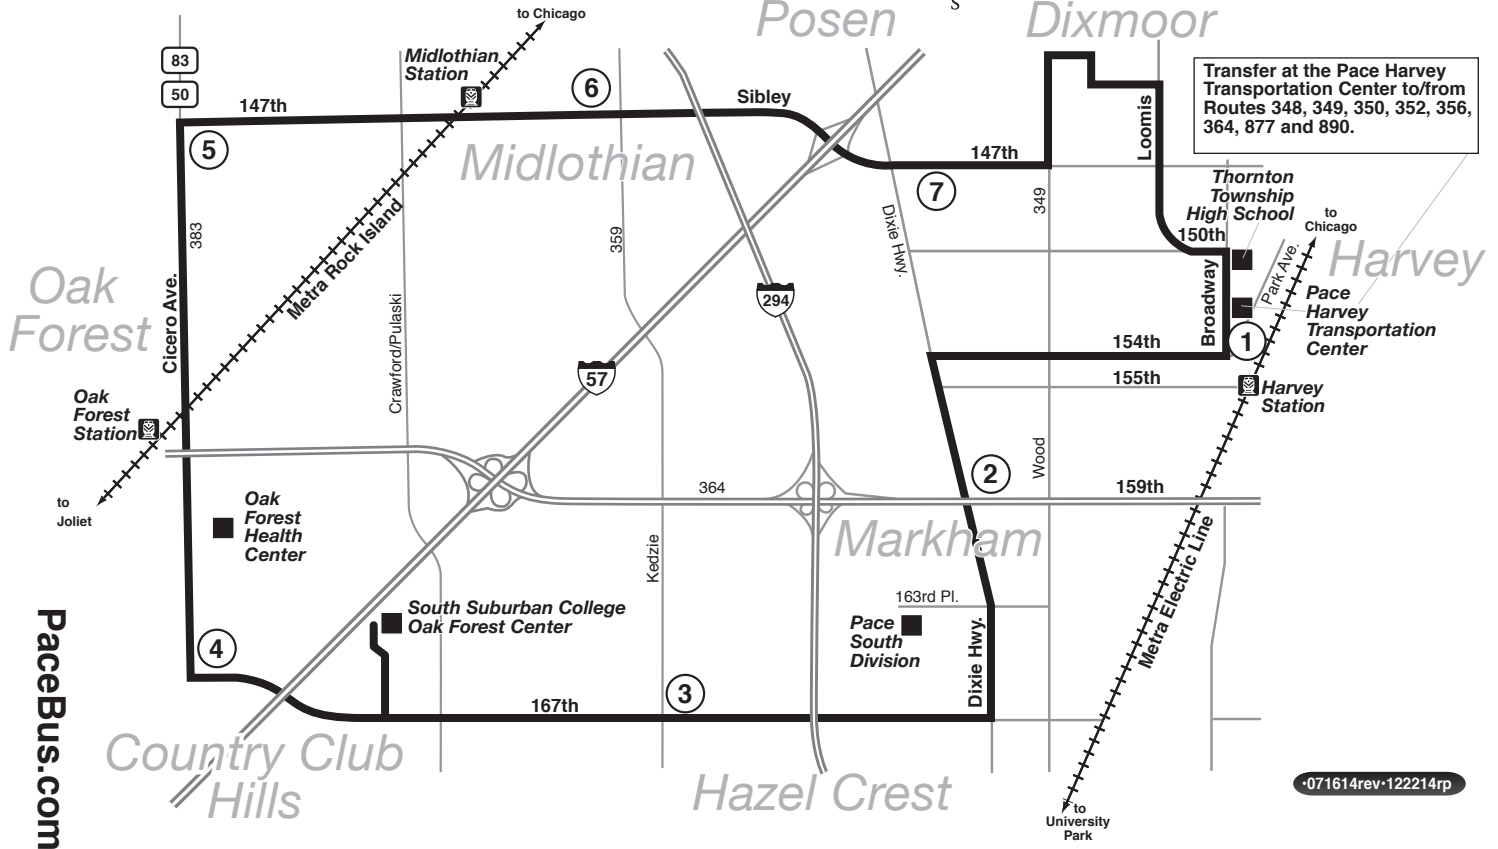 S
Posen
Dixmoor
to Chicago
83
50
Midlothian
Station
6
147th
Sibley
5
Midlothian
147th
7
Loomis
Transfer at the Pace Harvey
Transportation Center to/from
Routes 348, 349, 350, 352, 356,
364, 877 and 890.
Thornton
Township
High School
150th
to
Chicago
Harvey
349
Dixie Hwy.
359
383
Metra Rock Island
Oak
Forest
Cicero Ave.
Crawford/Pulaski
294
57
Broadway
Park Ave.
Pace
Harvey
Transportation
Center
1
154th
155th
Harvey
Station
Oak
Forest
Station
to
Joliet
Oak
Forest
Health
Center
364
2
Wood
159th
Markham
Kedzie
Metra Electric Line
163rd Pl.
Pace
South
Division
Dixie Hwy.
South Suburban College
Oak Forest Center
4
3
167th
Country Club
Hills
Hazel Crest
PaceBus.com
•071614rev•122214rp
to
University
Park